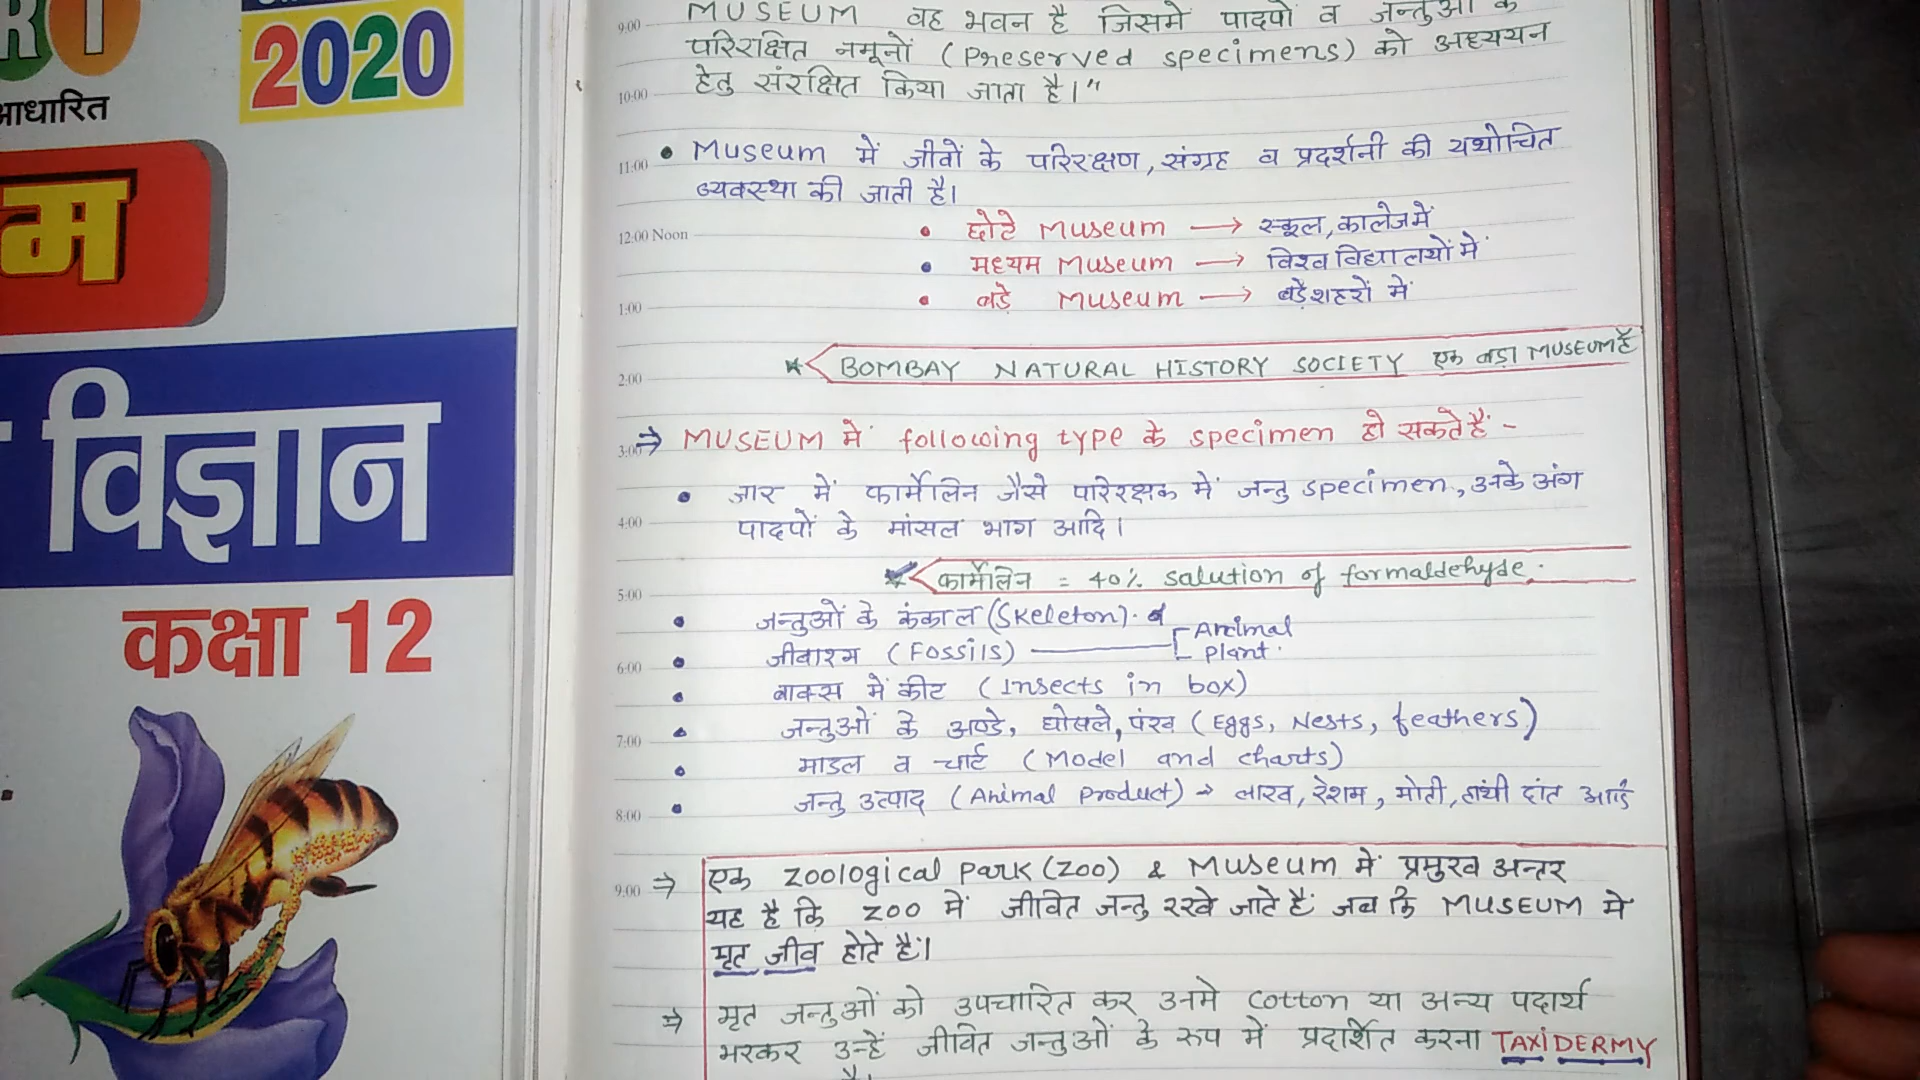 RT
2020
आधारित
म
विज्ञान
कक्षा 12
9:00
MUSEUM वह भवन है जिसमें पादपों व जन्तुओं के
परिरक्षित नमूनों (Preserved specimens) को अध्ययन
10:00
हेतु संरक्षित किया जाता है।"
11:00
• Museum में जीवों के परिरक्षण, संग्रह व प्रदर्शनी की यथोचित
व्यवस्था की जाती है।
12:00 Noon
• छोटे Museum → स्कूल, कालेज में
• मध्यम Museum → विश्व विद्यालयों में
1:00
• बड़े Museum → बड़े शहरों में
2:00
BOMBAY NATURAL HISTORY SOCIETY एक बड़ा MUSEUM है
3:00
⇒ MUSEUM में following type के specimen हो सकते हैं -
• जार में फार्मेलिन जैसे परिरक्षक में जन्तु specimen, उनके अंग
4:00
पादपों के मांसल भाग आदि।
फार्मेलिन = 40% salution of formaldehyde.
5:00
• जन्तुओं के कंकाल (Skeleton).
• जीवाश्म (Fossils) Animal
Plant.
6:00
• बाक्स में कीट (Insects in box)
• जन्तुओं के अण्डे, घोसले, पंख (Eggs, Nests, feathers)
7:00
• माडल व चार्ट (Model and charts)
• जन्तु उत्पाद (Animal Product) → लाख, रेशम, मोती, हाथी दांत आदि
8:00
9:00
⇒ एक Zoological Park (Zoo) & Museum में प्रमुख अन्तर
यह है कि ZOO में जीवित जन्तु रखे जाते हैं जब कि MUSEUM में
मृत जीव होते हैं।
⇒ मृत जन्तुओं को उपचारित कर उनमे Cotton या अन्य पदार्थ
भरकर उन्हें जीवित जन्तुओं के रूप में प्रदर्शित करना TAXIDERMY
है।